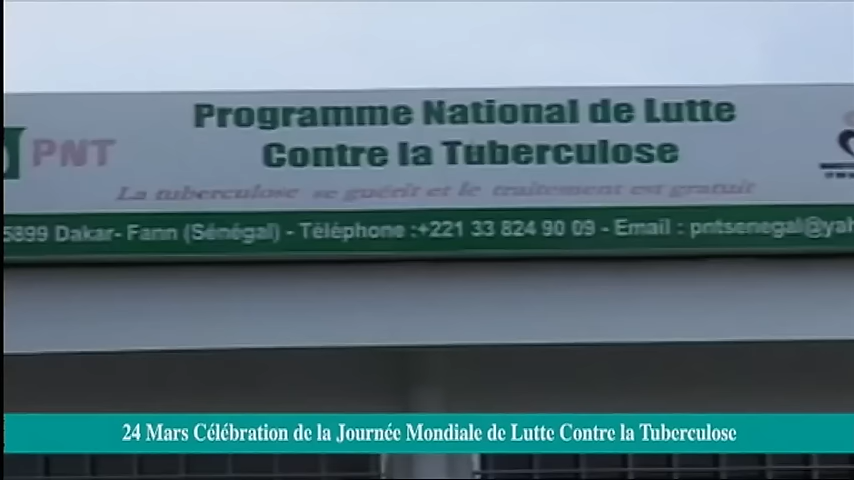 Programme National de Lutte
Contre la Tuberculose
PNT
La tuberculose se guérit et le traitement est gratuit
5899 Dakar- Fann (Sénégal) - Téléphone :+221 33 824 90 09 - Email : pntsenegal@yah
24 Mars Célébration de la Journée Mondiale de Lutte Contre la Tuberculose